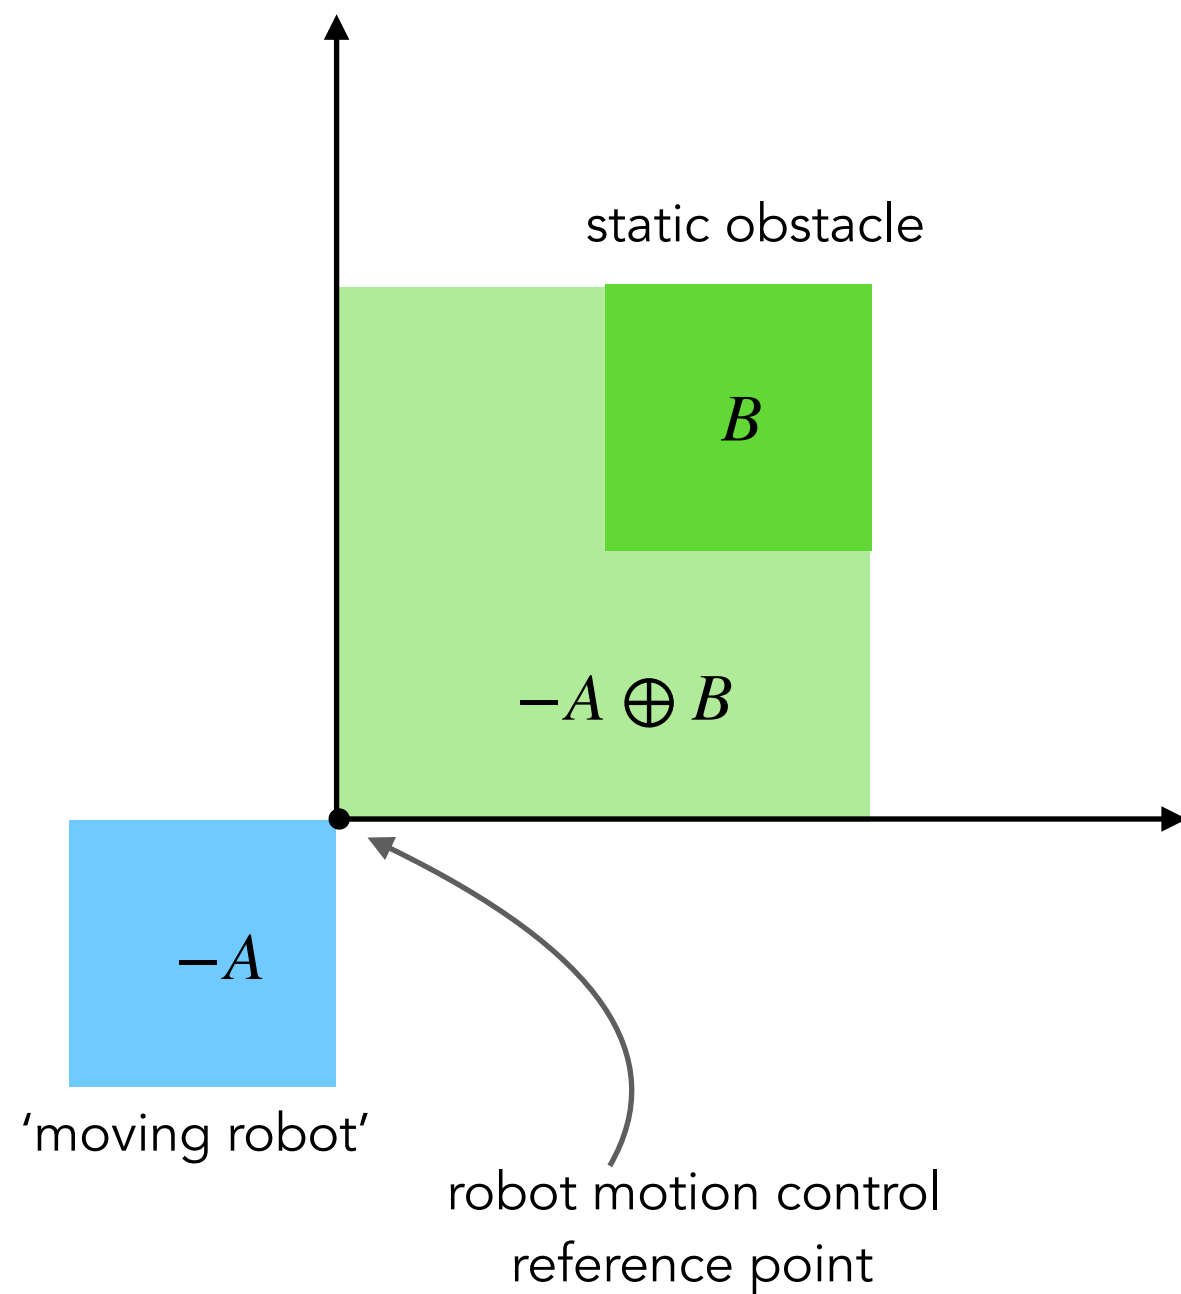 static obstacle
B
−A ⊕ B
−A
‘moving robot’
robot motion control
reference point